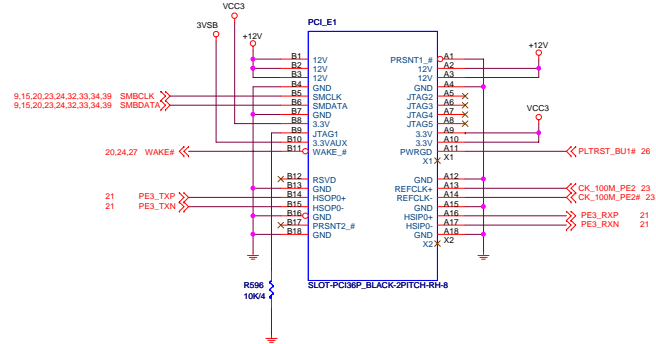 VCC3
3VSB
+12V
PCI_E1
+12V
VCC3
B1 12V PRSNT1_# A1
B2 12V 12V A2
B3 12V 12V A3
B4 GND GND A4
9,15,20,23,24,32,33,34,39 SMBCLK B5 SMCLK JTAG2 A5
9,15,20,23,24,32,33,34,39 SMBDATA B6 SMDATA JTAG3 A6
B7 GND JTAG4 A7
B8 3.3V JTAG5 A8
B9 JTAG1 3.3V A9
B10 3.3VAUX 3.3V A10
20,24,27 WAKE# B11 WAKE_# PWRGD A11 PLTRST_BU1# 26
X1 X1
B12 RSVD GND A12
B13 GND REFCLK+ A13 CK_100M_PE2 23
21 PE3_TXP B14 HSOP0+ REFCLK- A14 CK_100M_PE2# 23
21 PE3_TXN B15 HSOP0- GND A15
B16 GND HSIP0+ A16 PE3_RXP 21
B17 PRSNT2_# HSIP0- A17 PE3_RXN 21
B18 GND GND A18
X2 X2
R596
10K/4
SLOT-PCI36P_BLACK-2PITCH-RH-8